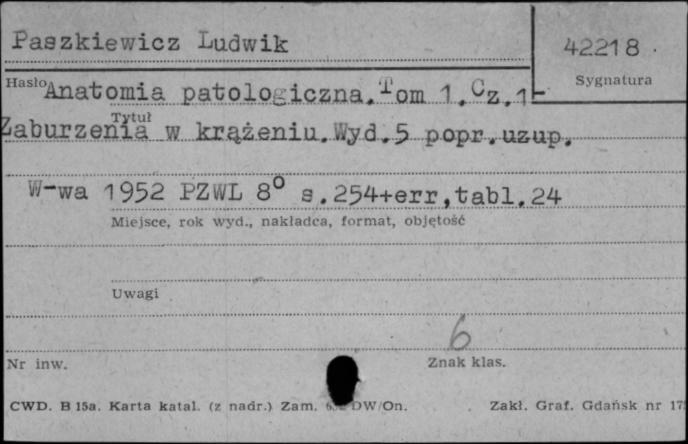 Paszkiewicz Ludwik
42218
Sygnatura
Hasło Anatomia patologiczna. Tom 1. Cz. 1-
Tytuł
Zaburzenia w krążeniu. Wyd. 5 popr. uzup.
W-wa 1952 PZWL 8° s. 254+err, tabl. 24
Miejsce, rok wyd., nakładca, format, objętość
Uwagi
6
Nr inw.
Znak klas.
CWD. B 15a. Karta katal. (z nadr.) Zam. DW/On. Zakł. Graf. Gdańsk nr